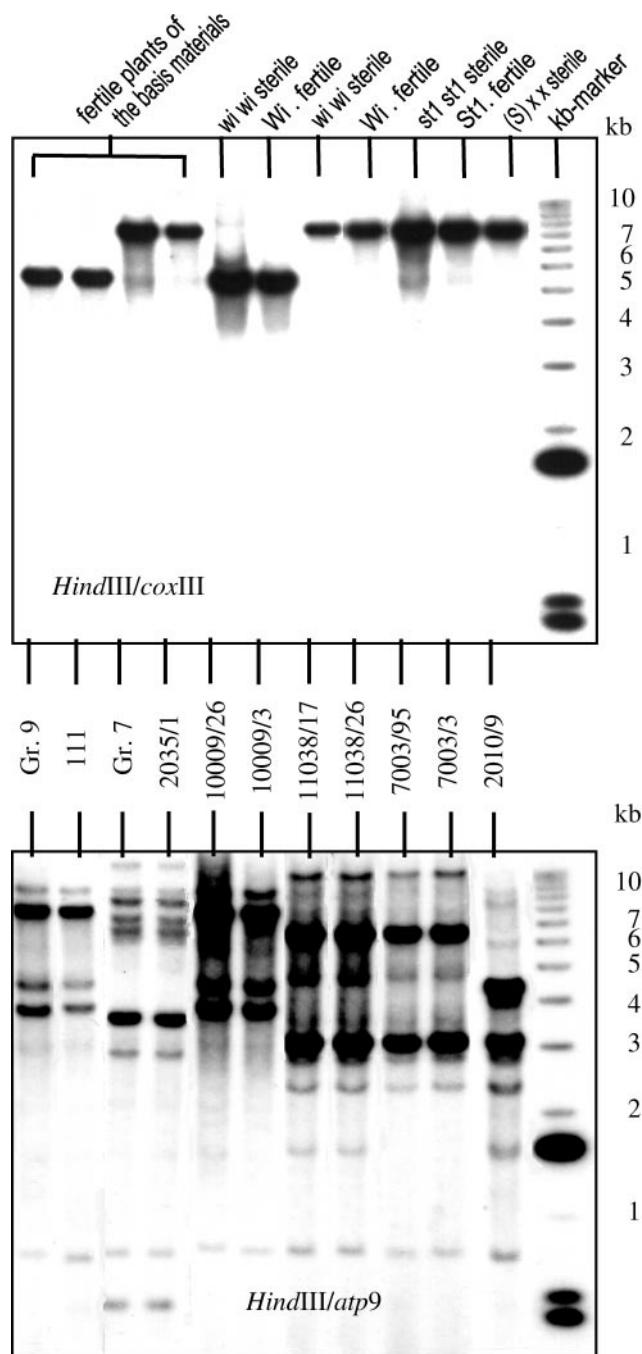 fertile plants of
the basis materials
wi wi sterile
Wi . fertile
wi wi sterile
Wi . fertile
st1 st1 sterile
St1. fertile
(S) x x sterile
kb-marker
kb
10
7
6
5
4
3
2
1
HindIII/coxIII
Gr. 9
111
Gr. 7
2035/1
10009/26
10009/3
11038/17
11038/26
7003/95
7003/3
2010/9
kb
10
7
6
5
4
3
2
1
HindIII/atp9